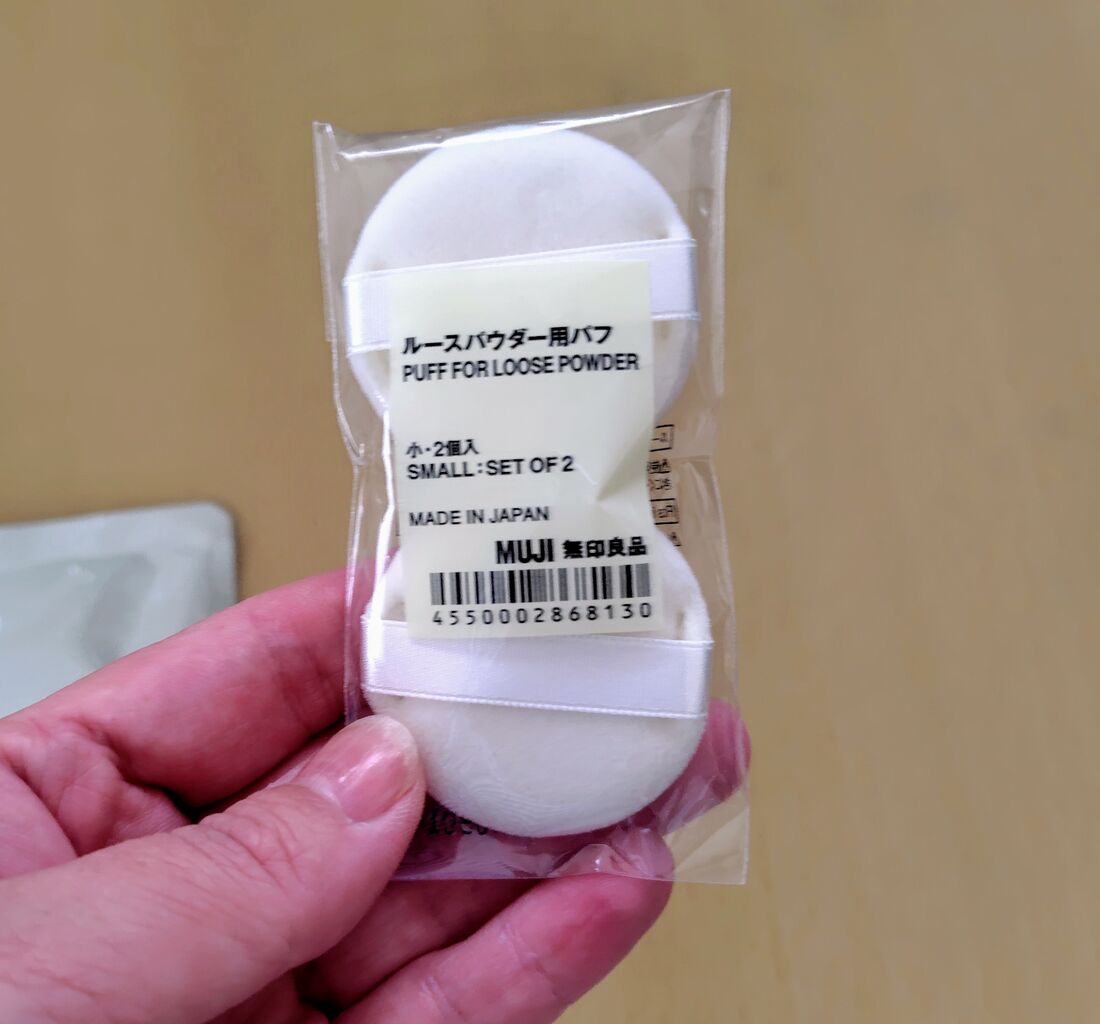 ルースパウダー用パフ
PUFF FOR LOOSE POWDER
小・2個入
SMALL:SET OF 2
MADE IN JAPAN
MUJI 無印良品
4550002868130